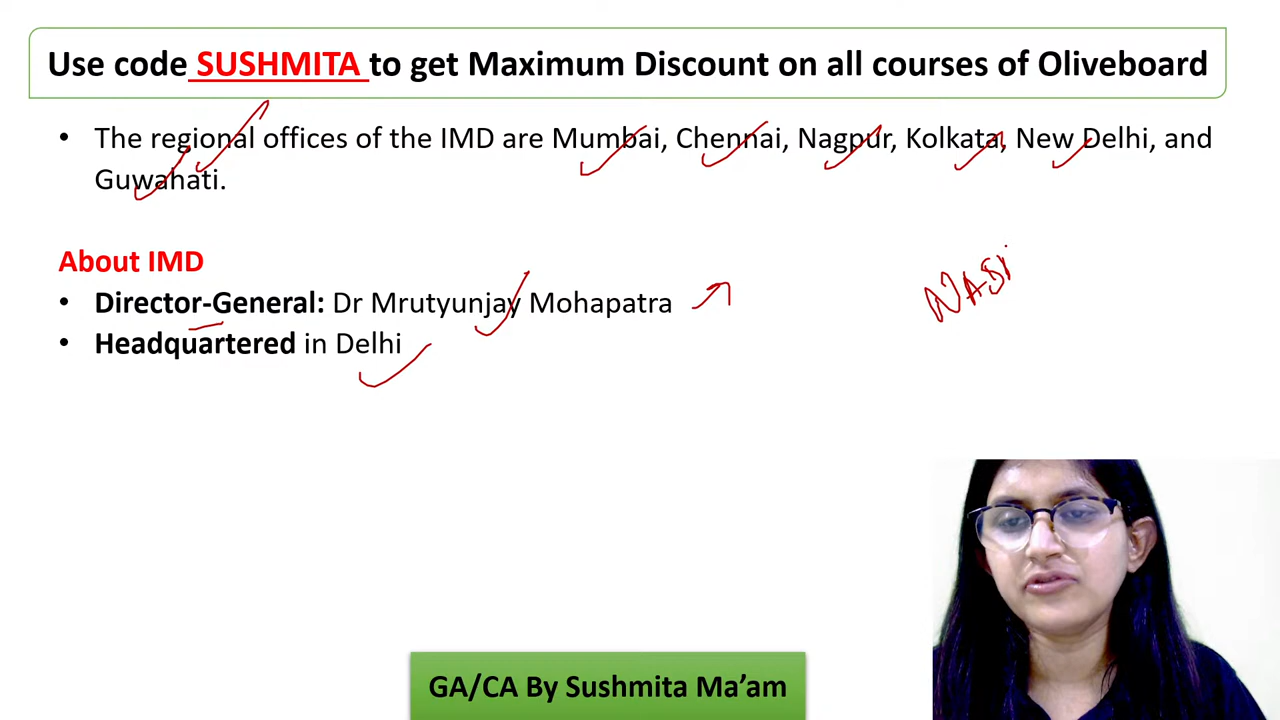 Use code SUSHMITA to get Maximum Discount on all courses of Oliveboard
• The regional offices of the IMD are Mumbai, Chennai, Nagpur, Kolkata, New Delhi, and
Guwahati.
About IMD
• Director-General: Dr Mrutyunjay Mohapatra
• Headquartered in Delhi
GA/CA By Sushmita Ma’am